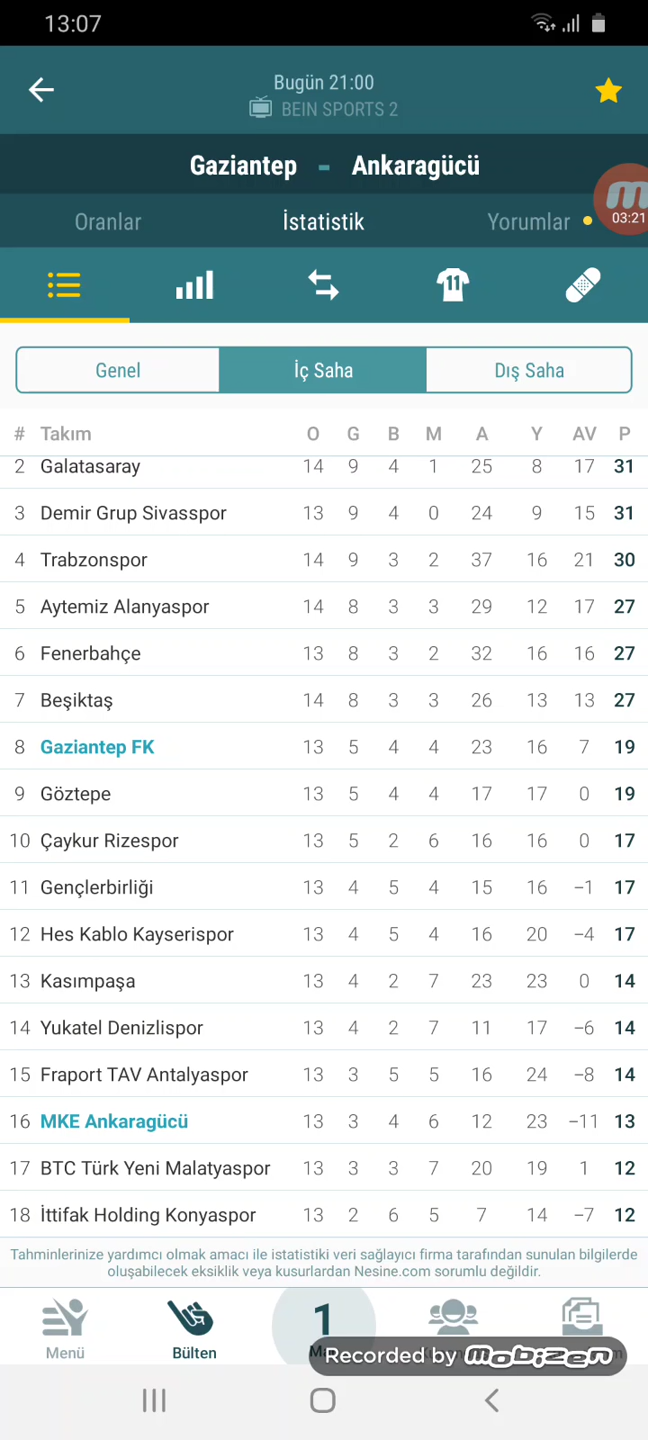 13:07
Bugün 21:00
BEIN SPORTS 2
Gaziantep - Ankaragücü
03:21
Oranlar İstatistik Yorumlar
11
Genel İç Saha Dış Saha
# Takım O G B M A Y AV P
2 Galatasaray 14 9 4 1 25 8 17 31
3 Demir Grup Sivasspor 13 9 4 0 24 9 15 31
4 Trabzonspor 14 9 3 2 37 16 21 30
5 Aytemiz Alanyaspor 14 8 3 3 29 12 17 27
6 Fenerbahçe 13 8 3 2 32 16 16 27
7 Beşiktaş 14 8 3 3 26 13 13 27
8 Gaziantep FK 13 5 4 4 23 16 7 19
9 Göztepe 13 5 4 4 17 17 0 19
10 Çaykur Rizespor 13 5 2 6 16 16 0 17
11 Gençlerbirliği 13 4 5 4 15 16 −1 17
12 Hes Kablo Kayserispor 13 4 5 4 16 20 −4 17
13 Kasımpaşa 13 4 2 7 23 23 0 14
14 Yukatel Denizlispor 13 4 2 7 11 17 −6 14
15 Fraport TAV Antalyaspor 13 3 5 5 16 24 −8 14
16 MKE Ankaragücü 13 3 4 6 12 23 −11 13
17 BTC Türk Yeni Malatyaspor 13 3 3 7 20 19 1 12
18 İttifak Holding Konyaspor 13 2 6 5 7 14 −7 12
Tahminlerinize yardımcı olmak amacı ile istatistiki veri sağlayıcı firma tarafından sunulan bilgilerde
oluşabilecek eksiklik veya kusurlardan Nesine.com sorumlu değildir.
1
Menü Bülten
Recorded by mobizen